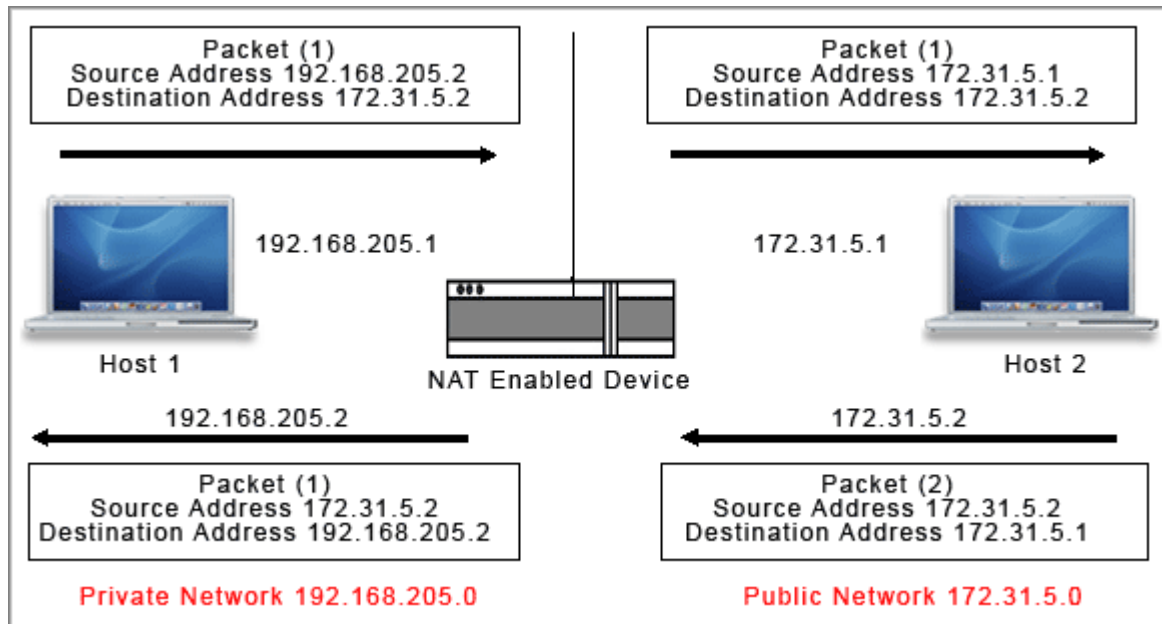 Packet (1)
Source Address 192.168.205.2
Destination Address 172.31.5.2
Packet (1)
Source Address 172.31.5.1
Destination Address 172.31.5.2
192.168.205.1
172.31.5.1
Host 1
NAT Enabled Device
Host 2
192.168.205.2
172.31.5.2
Packet (1)
Source Address 172.31.5.2
Destination Address 192.168.205.2
Packet (2)
Source Address 172.31.5.2
Destination Address 172.31.5.1
Private Network 192.168.205.0
Public Network 172.31.5.0